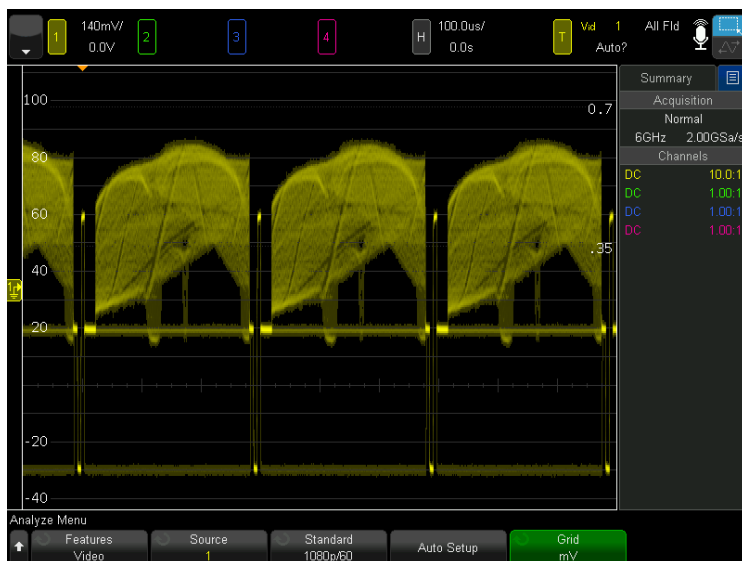 1 140mV/ 0.0V 2 3 4 H 100.0us/ 0.0s T Vid 1 All Fld Auto?
Summary
100
0.7
Acquisition
Normal
6GHz 2.00GSa/s
Channels
80
DC 10.0:1
DC 1.00:1
60
DC 1.00:1
DC 1.00:1
.35
40
1
20
-20
-40
Analyze Menu
Features
Video
Source
1
Standard
1080p/60
Auto Setup
Grid
mV